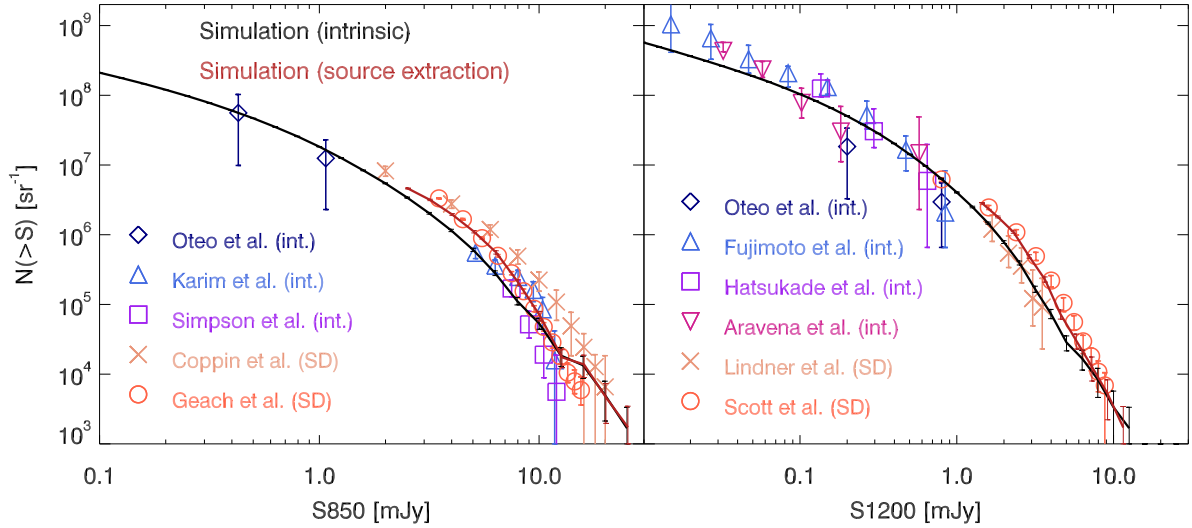 10⁹
10⁸
10⁷
10⁶
10⁵
10⁴
10³
N(>S) [sr⁻¹]
Simulation (intrinsic)
Simulation (source extraction)
Oteo et al. (int.)
Karim et al. (int.)
Simpson et al. (int.)
Coppin et al. (SD)
Geach et al. (SD)
0.1 1.0 10.0
S850 [mJy]
Oteo et al. (int.)
Fujimoto et al. (int.)
Hatsukade et al. (int.)
Aravena et al. (int.)
Lindner et al. (SD)
Scott et al. (SD)
0.1 1.0 10.0
S1200 [mJy]